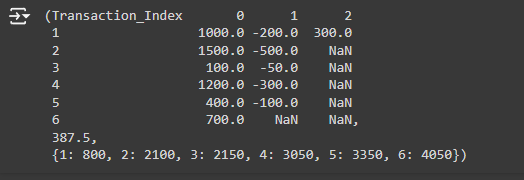 (Transaction_Index 0 1 2
1 1000.0 -200.0 300.0
2 1500.0 -500.0 NaN
3 100.0 -50.0 NaN
4 1200.0 -300.0 NaN
5 400.0 -100.0 NaN
6 700.0 NaN NaN,
387.5,
{1: 800, 2: 2100, 3: 2150, 4: 3050, 5: 3350, 6: 4050})